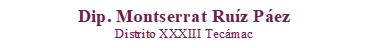 Dip. Montserrat Ruíz Páez
Distrito XXXIII Tecámac